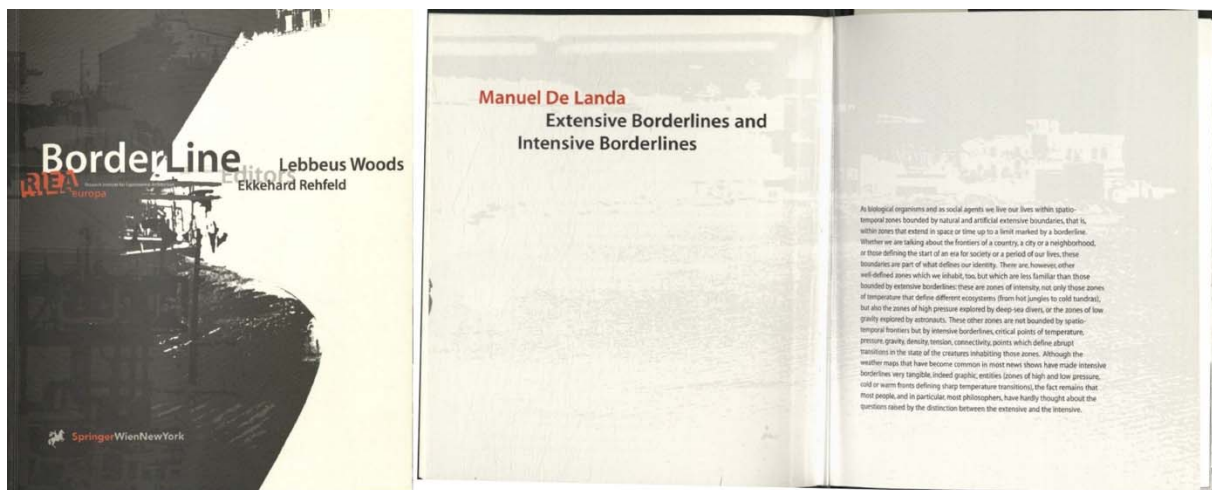 BorderLine
Editors
Lebbeus Woods
Ekkehard Rehfeld
RIEA
europa
SpringerWienNewYork
Manuel De Landa
Extensive Borderlines and
Intensive Borderlines
As biological organisms and as social agents we live our lives within spatio-
temporal zones bounded by natural and artificial extensive boundaries, that is,
within zones that extend in space or time up to a limit marked by a borderline.
Whether we are talking about the frontiers of a country, a city or a neighborhood,
or those defining the start of an era for society or a period of our lives, these
boundaries are part of what defines our identity. There are, however, other
well-defined zones which we inhabit, too, but which are less familiar than those
bounded by extensive borderlines: these are zones of intensity, not only those zones
of temperature that define different ecosystems (from hot jungles to cold tundras),
but also the zones of high pressure explored by deep-sea divers, or the zones of low
gravity explored by astronauts. These other zones are not bounded by spatio-
temporal frontiers but by intensive borderlines, critical points of temperature,
pressure, gravity, density, tension, connectivity, points which define abrupt
transitions in the state of the creatures inhabiting those zones. Although the
weather maps that have become common in most news shows have made intensive
borderlines very tangible, indeed graphic, entities (zones of high and low pressure,
cold or warm fronts defining sharp temperature transitions), the fact remains that
most people, and in particular, most philosophers, have hardly thought about the
questions raised by the distinction between the extensive and the intensive.